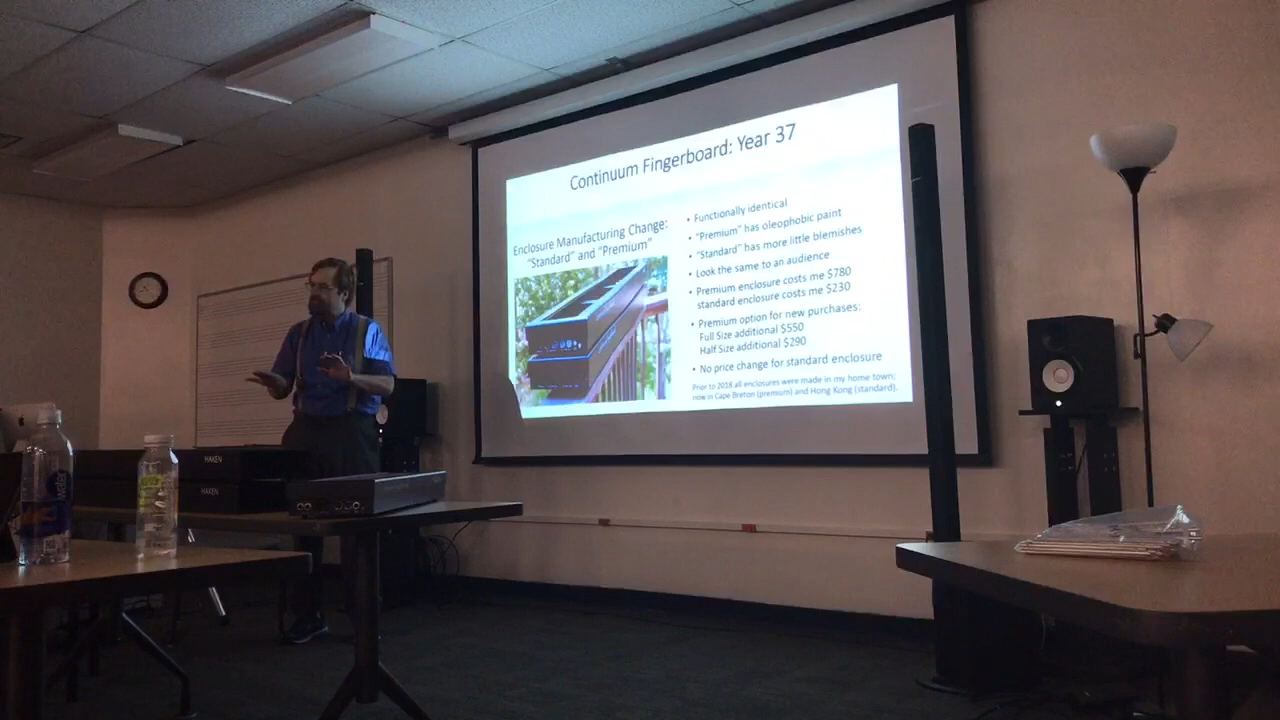 Continuum Fingerboard: Year 37
Enclosure Manufacturing Change:
"Standard" and "Premium"
• Functionally identical
• "Premium" has oleophobic paint
• "Standard" has more little blemishes
• Look the same to an audience
• Premium enclosure costs me $780
standard enclosure costs me $230
• Premium option for new purchases:
Full Size additional $550
Half Size additional $290
• No price change for standard enclosure
Prior to 2018 all enclosures were made in my home town;
now in Cape Breton (premium) and Hong Kong (standard).
HAKEN
HAKEN
water